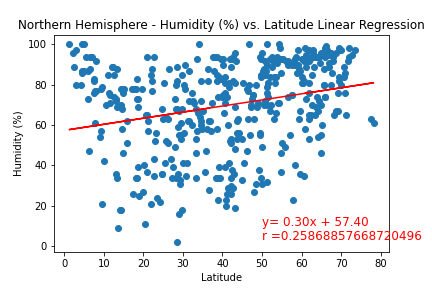 Northern Hemisphere - Humidity (%) vs. Latitude Linear Regression
100
80
60
40
20
0
Humidity (%)
y= 0.30x + 57.40
r =0.25868857668720496
0 10 20 30 40 50 60 70 80
Latitude